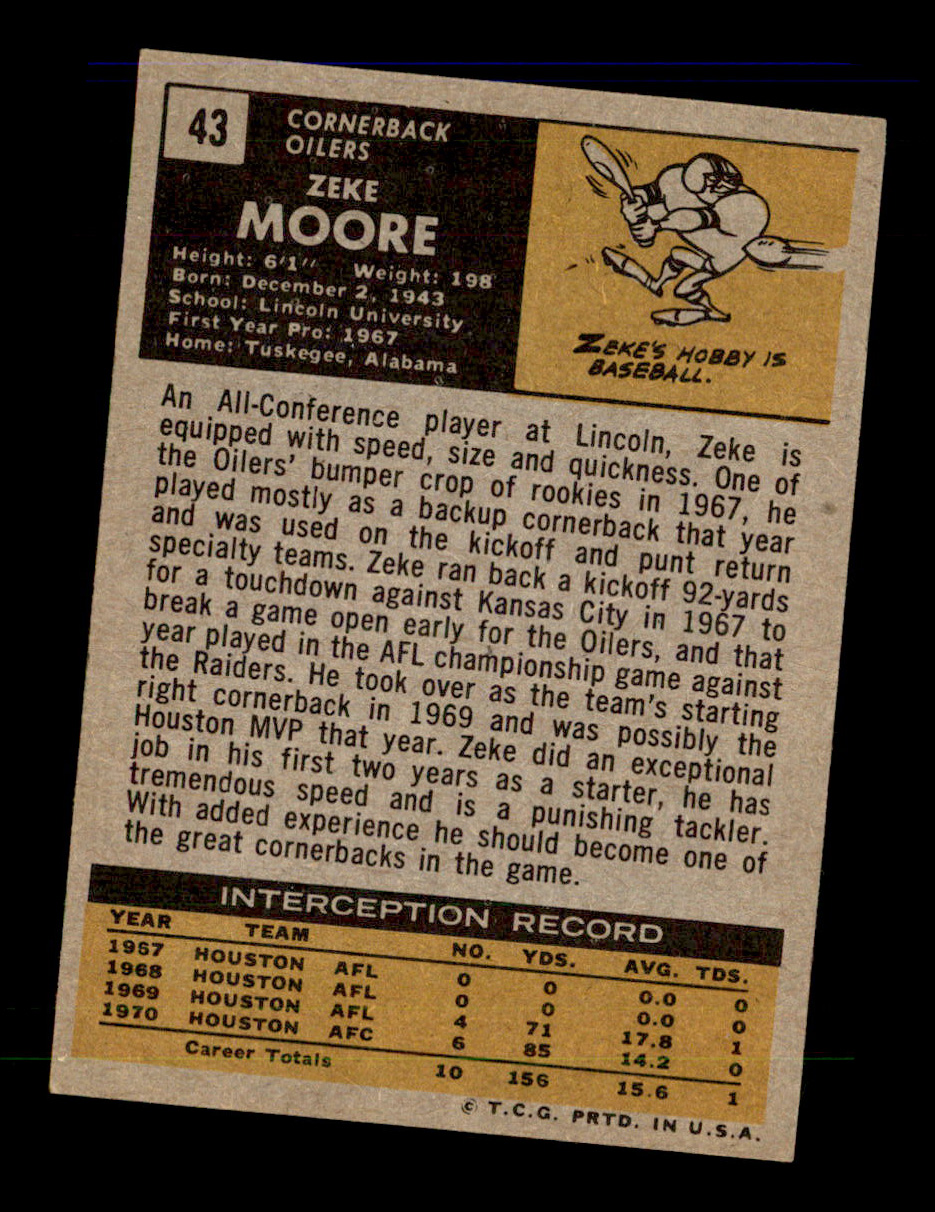 43
CORNERBACK
OILERS
ZEKE
MOORE
Height: 6'1" Weight: 198
Born: December 2, 1943
School: Lincoln University
First Year Pro: 1967
Home: Tuskegee, Alabama
ZEKE'S HOBBY IS
BASEBALL.
An All-Conference player at Lincoln, Zeke is
equipped with speed, size and quickness. One of
the Oilers' bumper crop of rookies in 1967, he
played mostly as a backup cornerback that year
and was used on the kickoff and punt return
specialty teams. Zeke ran back a kickoff 92-yards
for a touchdown against Kansas City in 1967 to
break a game open early for the Oilers, and that
year played in the AFL championship game against
the Raiders. He took over as the team's starting
right cornerback in 1969 and was possibly the
Houston MVP that year. Zeke did an exceptional
job in his first two years as a starter, he has
tremendous speed and is a punishing tackler.
With added experience he should become one of
the great cornerbacks in the game.
INTERCEPTION RECORD
YEAR TEAM NO. YDS. AVG. TDS.
1967 HOUSTON AFL 0 0 0.0 0
1968 HOUSTON AFL 0 0 0.0 0
1969 HOUSTON AFL 4 71 17.8 1
1970 HOUSTON AFC 6 85 14.2 0
Career Totals 10 156 15.6 1
© T.C.G. PRTD. IN U.S.A.